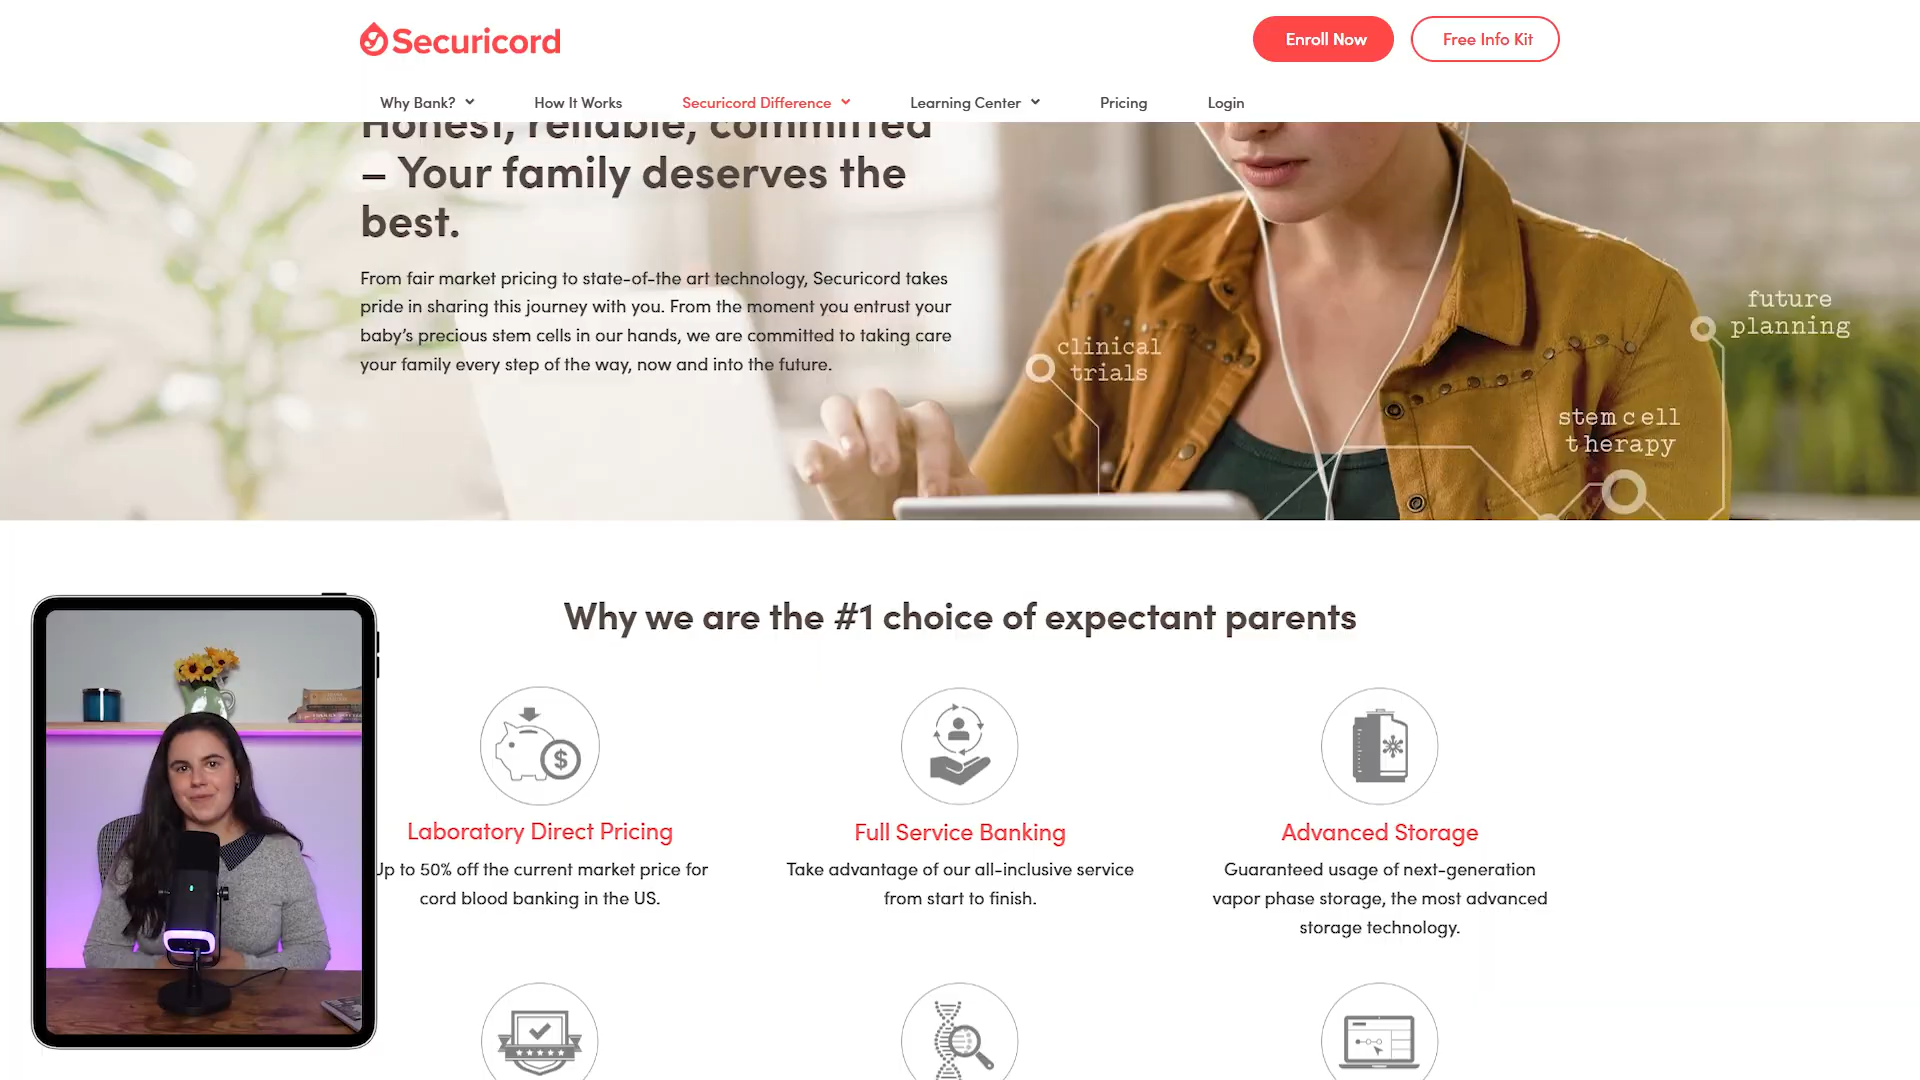 Securicord
Enroll Now
Free Info Kit
Why Bank?
How It Works
Securicord Difference
Learning Center
Pricing
Login
Honest, reliable, committed
– Your family deserves the
best.
From fair market pricing to state-of-the art technology, Securicord takes
pride in sharing this journey with you. From the moment you entrust your
baby’s precious stem cells in our hands, we are committed to taking care
your family every step of the way, now and into the future.
clinical
trials
future
planning
stem cell
therapy
Why we are the #1 choice of expectant parents
$
Laboratory Direct Pricing
Up to 50% off the current market price for
cord blood banking in the US.
Full Service Banking
Take advantage of our all-inclusive service
from start to finish.
Advanced Storage
Guaranteed usage of next-generation
vapor phase storage, the most advanced
storage technology.